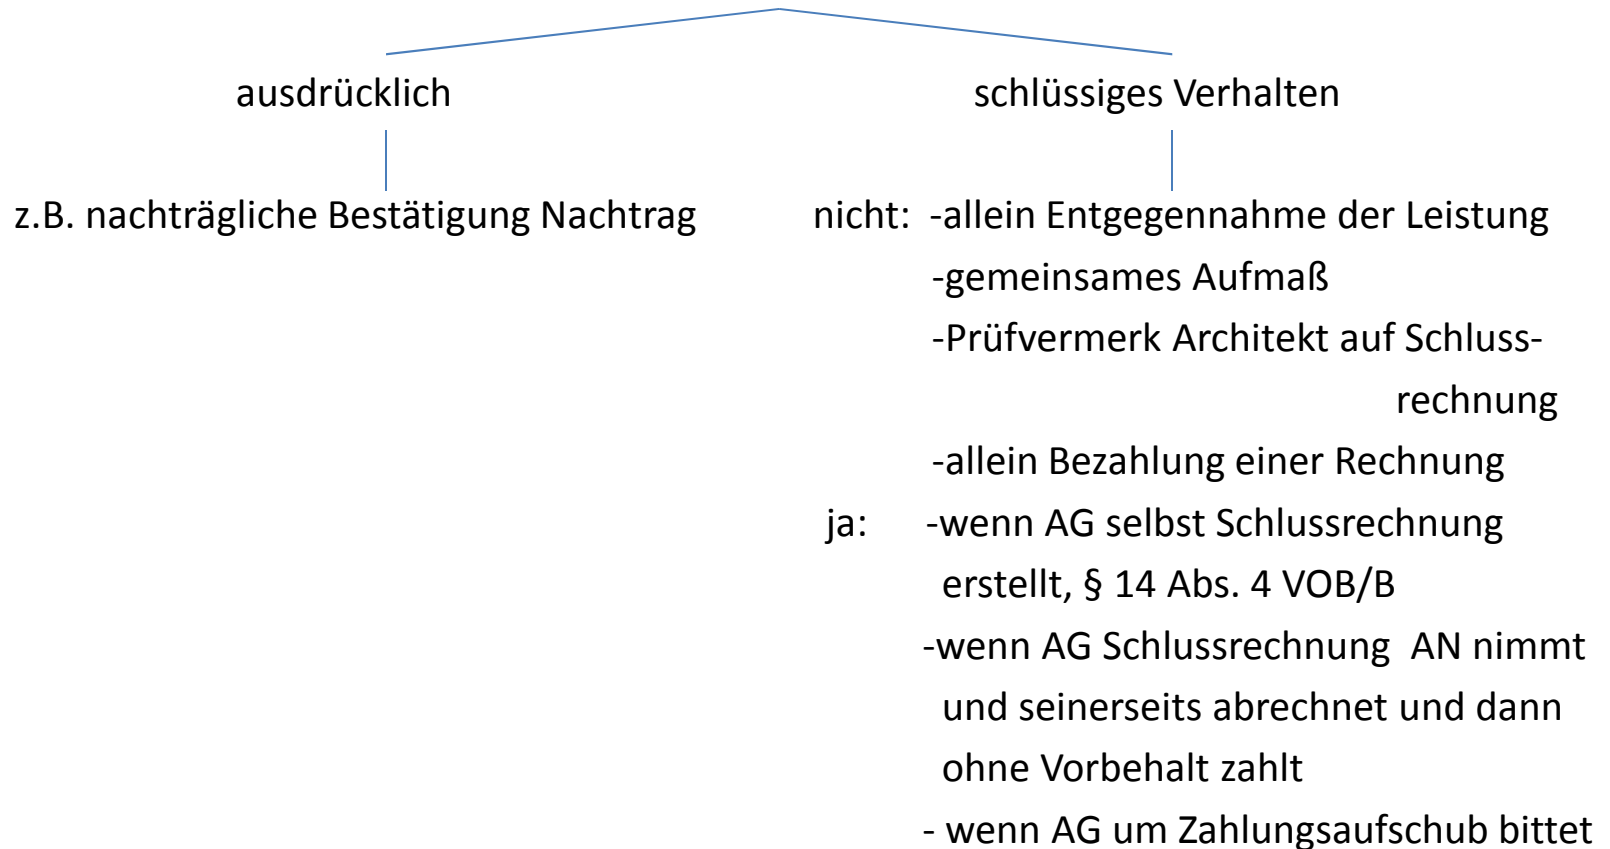 ausdrücklich
schlüssiges Verhalten
z.B. nachträgliche Bestätigung Nachtrag
nicht: -allein Entgegennahme der Leistung
-gemeinsames Aufmaß
-Prüfvermerk Architekt auf Schluss-
rechnung
-allein Bezahlung einer Rechnung
ja: -wenn AG selbst Schlussrechnung
erstellt, § 14 Abs. 4 VOB/B
-wenn AG Schlussrechnung AN nimmt
und seinerseits abrechnet und dann
ohne Vorbehalt zahlt
- wenn AG um Zahlungsaufschub bittet